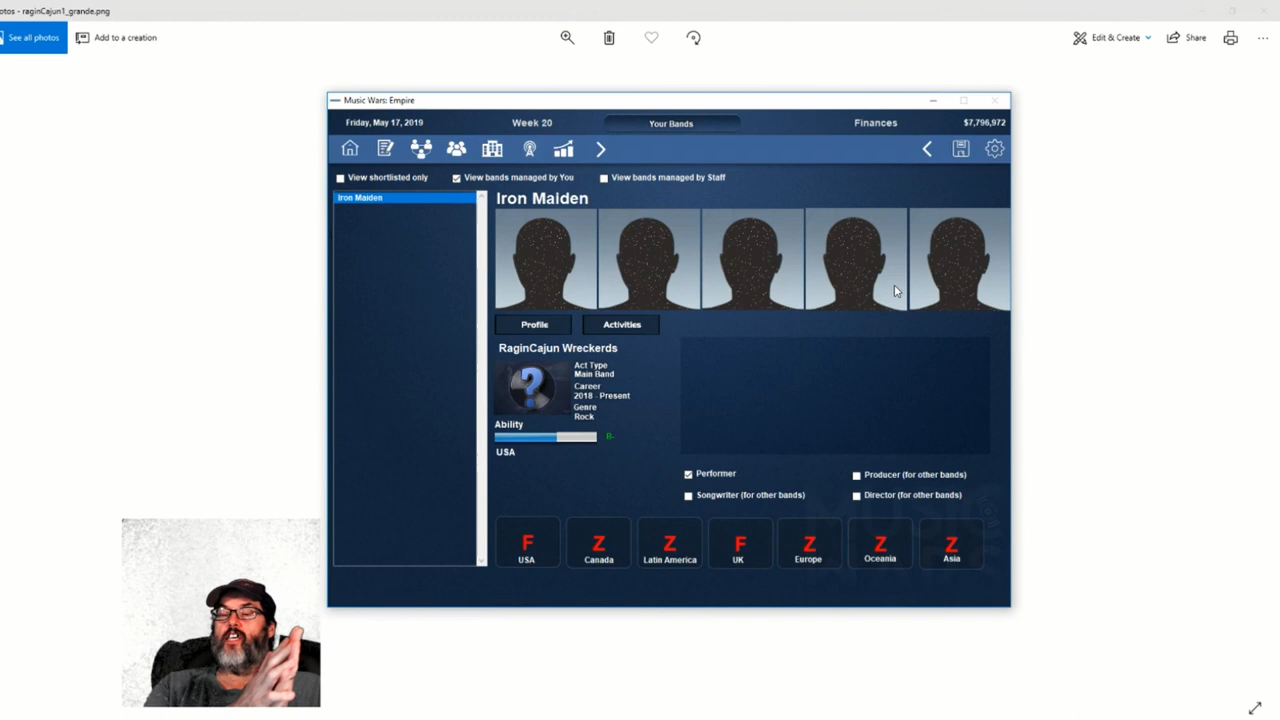 otos - raginCajun1_grande.png
See all photos
Add to a creation
Edit & Create
Share
Music Wars: Empire
Friday, May 17, 2019
Week 20
Your Bands
Finances
$7,796,972
View shortlisted only
View bands managed by You
View bands managed by Staff
Iron Maiden
Iron Maiden
Profile
Activities
RaginCajun Wreckerds
Act Type
Main Band
Career
2018 - Present
Genre
Rock
Ability
B-
USA
Performer
Producer (for other bands)
Songwriter (for other bands)
Director (for other bands)
F
USA
Z
Canada
Z
Latin America
F
UK
Z
Europe
Z
Oceania
Z
Asia